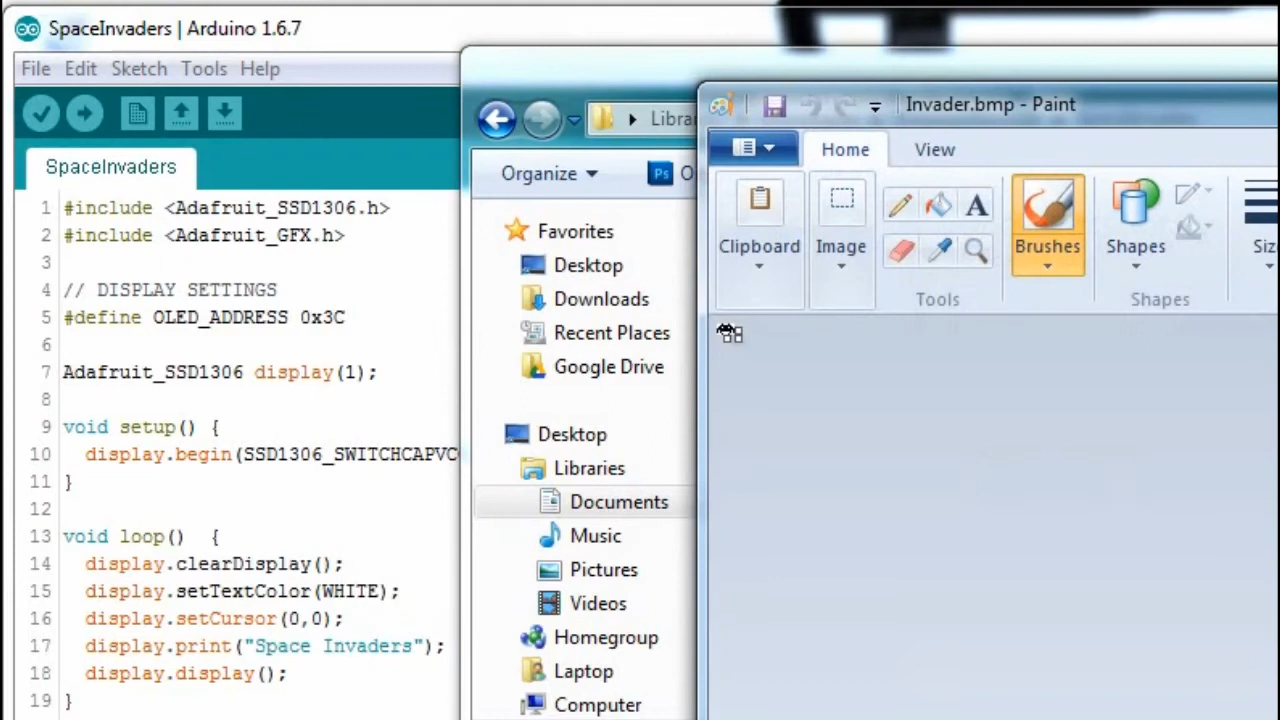 SpaceInvaders | Arduino 1.6.7
File Edit Sketch Tools Help
SpaceInvaders
1 #include <Adafruit_SSD1306.h>
2 #include <Adafruit_GFX.h>
3
4 // DISPLAY SETTINGS
5 #define OLED_ADDRESS 0x3C
6
7 Adafruit_SSD1306 display(1);
8
9 void setup() {
10 display.begin(SSD1306_SWITCHCAPVC
11 }
12
13 void loop() {
14 display.clearDisplay();
15 display.setTextColor(WHITE);
16 display.setCursor(0,0);
17 display.print("Space Invaders");
18 display.display();
19 }
Librar
Organize
Ps O
Favorites
Desktop
Downloads
Recent Places
Google Drive
Desktop
Libraries
Documents
Music
Pictures
Videos
Homegroup
Laptop
Computer
Invader.bmp - Paint
Home View
A
Clipboard Image Brushes Shapes Siz
Tools Shapes